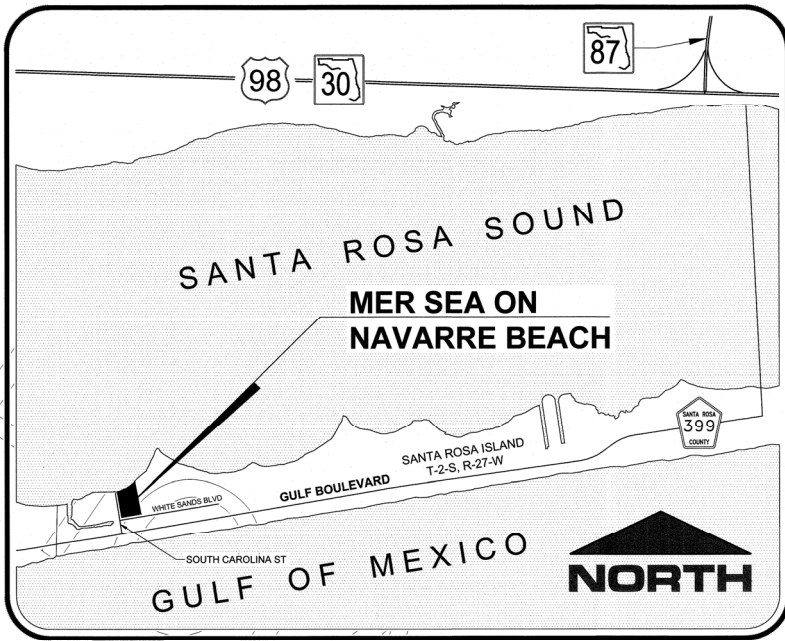 87
98
30
SANTA ROSA SOUND
MER SEA ON
NAVARRE BEACH
SANTA ROSA
399
COUNTY
SANTA ROSA ISLAND
T-2-S, R-27-W
GULF BOULEVARD
WHITE SANDS BLVD
SOUTH CAROLINA ST
GULF OF MEXICO
NORTH